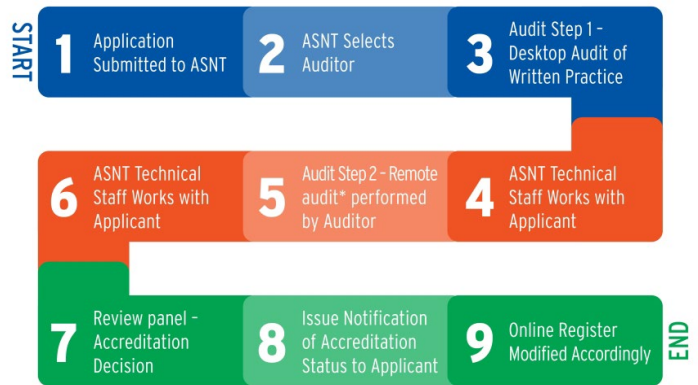 START
1
Application
Submitted to ASNT
2
ASNT Selects
Auditor
3
Audit Step 1 -
Desktop Audit of
Written Practice
6
ASNT Technical
Staff Works with
Applicant
5
Audit Step 2 - Remote
audit* performed
by Auditor
4
ASNT Technical
Staff Works with
Applicant
7
Review panel -
Accreditation
Decision
8
Issue Notification
of Accreditation
Status to Applicant
9
Online Register
Modified Accordingly
END